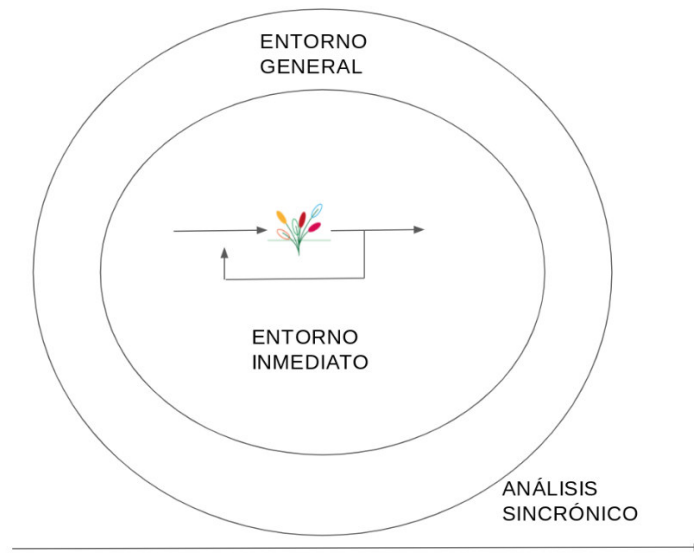 ENTORNO
GENERAL
ENTORNO
INMEDIATO
ANÁLISIS
SINCRÓNICO